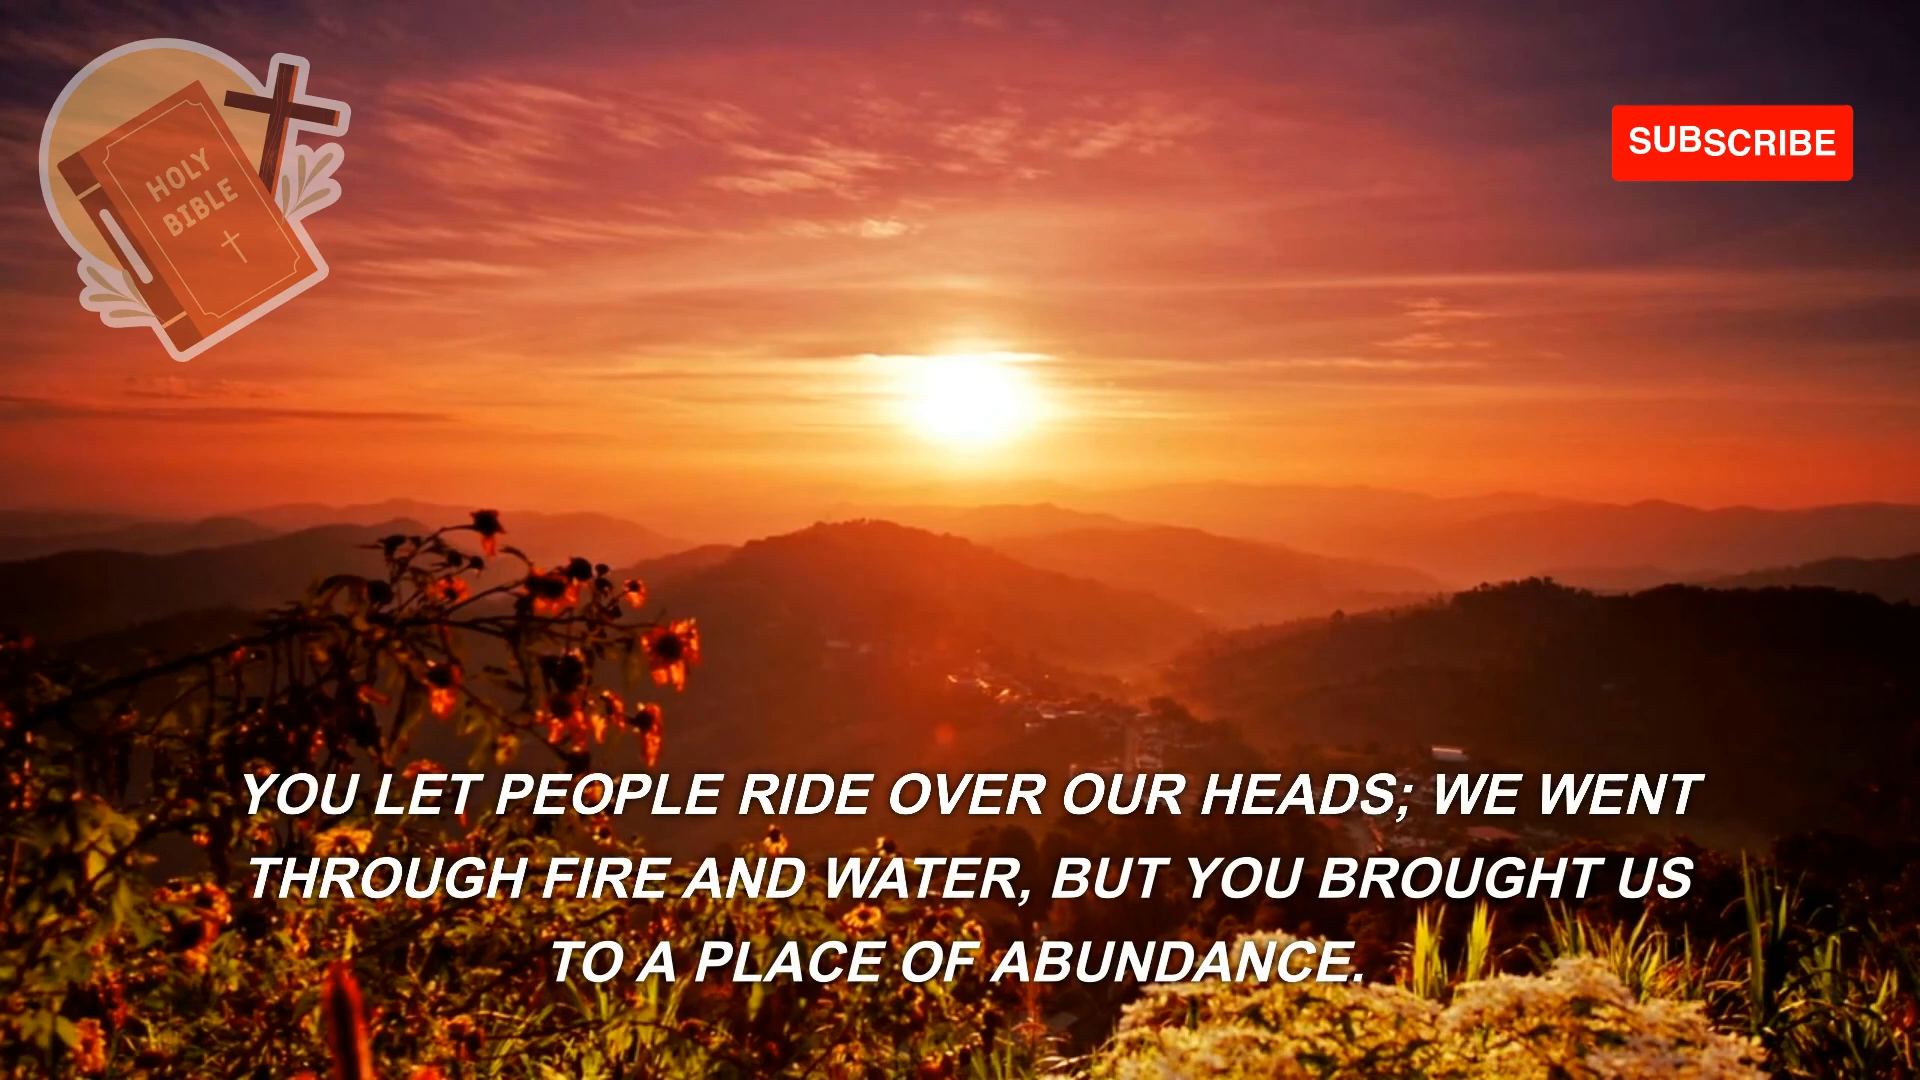 HOLY
BIBLE
SUBSCRIBE
YOU LET PEOPLE RIDE OVER OUR HEADS; WE WENT
THROUGH FIRE AND WATER, BUT YOU BROUGHT US
TO A PLACE OF ABUNDANCE.